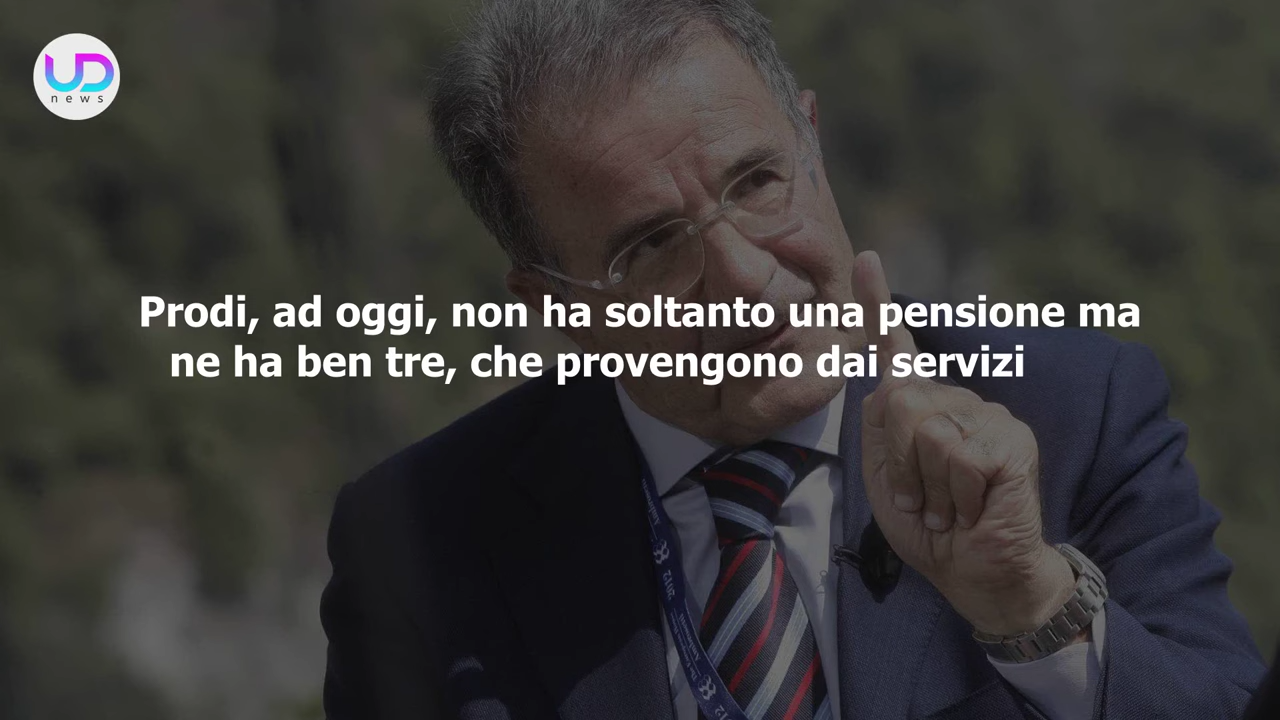 UD
news
Prodi, ad oggi, non ha soltanto una pensione ma
ne ha ben tre, che provengono dai servizi
2012